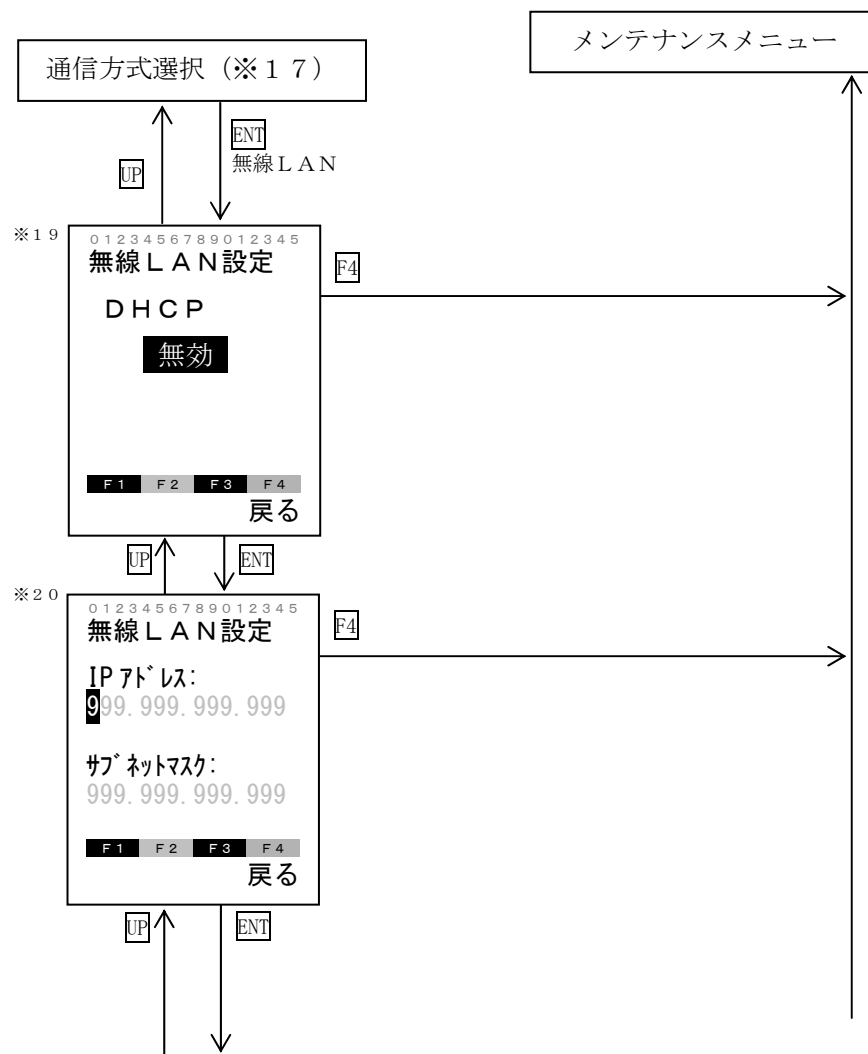 メンテナンスメニュー
通信方式選択（※１７）
ENT
無線ＬＡＮ
UP
※１９
０１２３４５６７８９０１２３４５
無線ＬＡＮ設定
ＤＨＣＰ
無効
Ｆ１ Ｆ２ Ｆ３ Ｆ４
戻る
F4
UP
ENT
※２０
０１２３４５６７８９０１２３４５
無線ＬＡＮ設定
IPｱﾄﾞﾚｽ:
999.999.999.999
ｻﾌﾞﾈｯﾄﾏｽｸ:
999.999.999.999
Ｆ１ Ｆ２ Ｆ３ Ｆ４
戻る
F4
UP
ENT